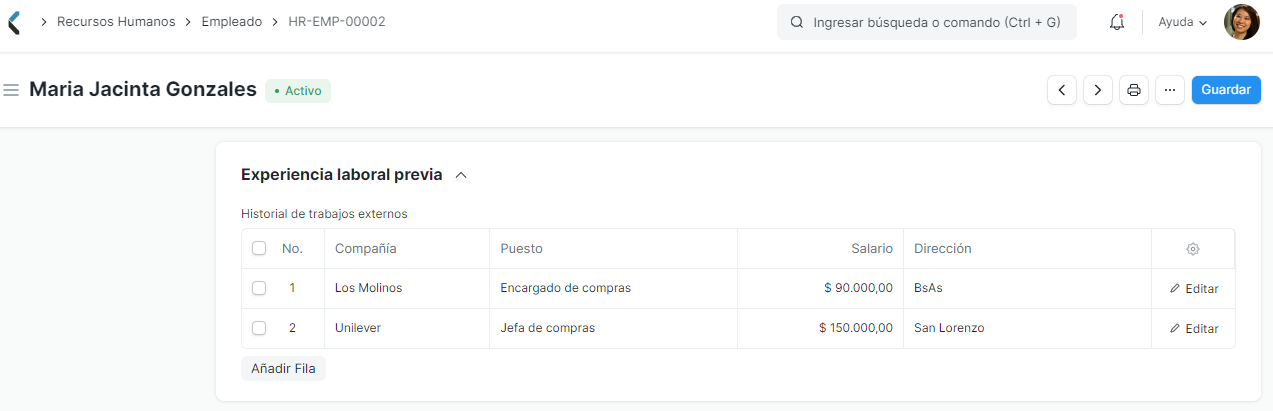 Recursos Humanos > Empleado > HR-EMP-00002 Ingresar búsqueda o comando (Ctrl + G) Ayuda
Maria Jacinta Gonzales • Activo ... Guardar
Experiencia laboral previa
Historial de trabajos externos
No. Compañía Puesto Salario Dirección
1 Los Molinos Encargado de compras $ 90.000,00 BsAs Editar
2 Unilever Jefa de compras $ 150.000,00 San Lorenzo Editar
Añadir Fila